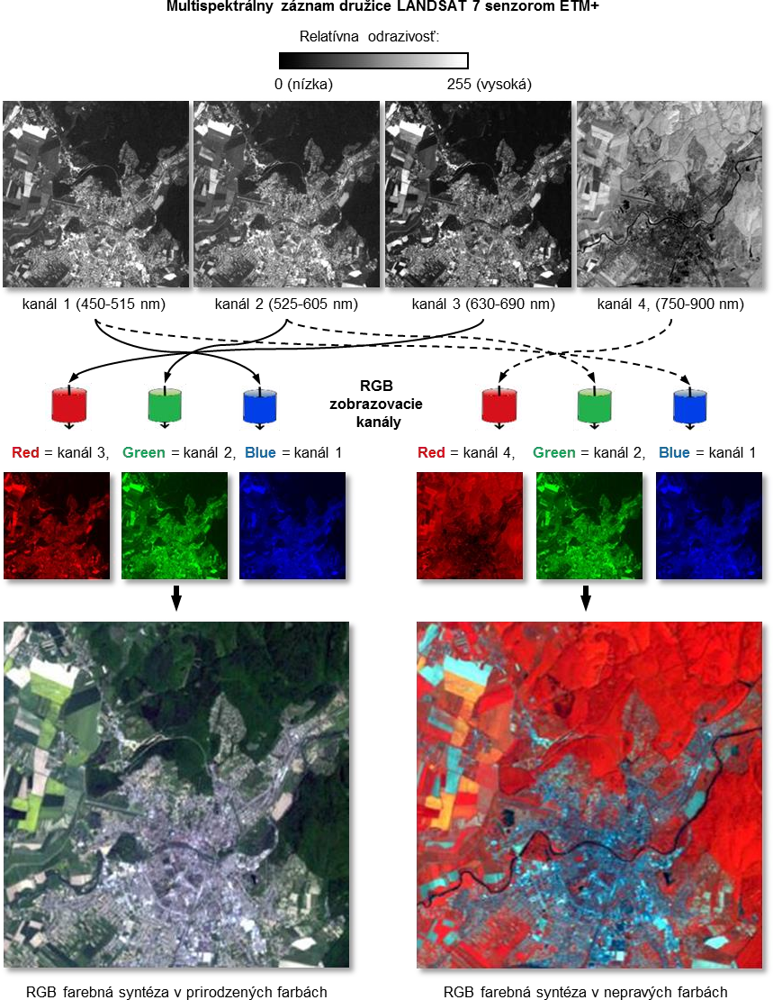 Multispektrálny záznam družice LANDSAT 7 senzorom ETM+
Relatívna odrazivosť:
0 (nízka) 255 (vysoká)
kanál 1 (450-515 nm) kanál 2 (525-605 nm) kanál 3 (630-690 nm) kanál 4, (750-900 nm)
RGB
zobrazovacie
kanály
Red = kanál 3, Green = kanál 2, Blue = kanál 1
Red = kanál 4, Green = kanál 2, Blue = kanál 1
RGB farebná syntéza v prirodzených farbách
RGB farebná syntéza v nepravých farbách